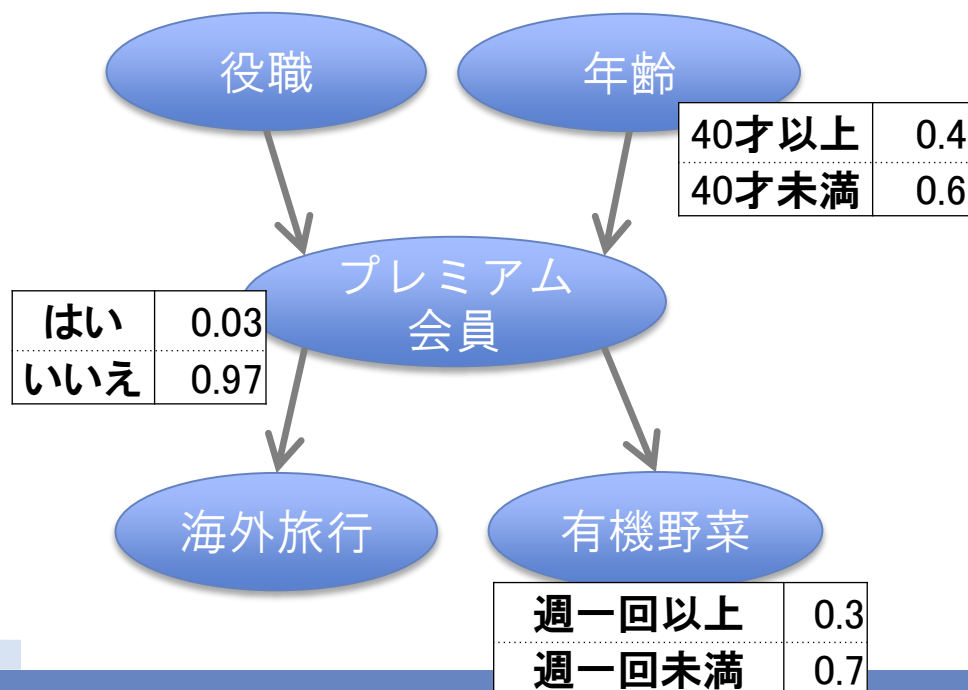 役職
年齢
40才以上 0.4
40才未満 0.6
プレミアム
会員
はい 0.03
いいえ 0.97
海外旅行
有機野菜
週一回以上 0.3
週一回未満 0.7